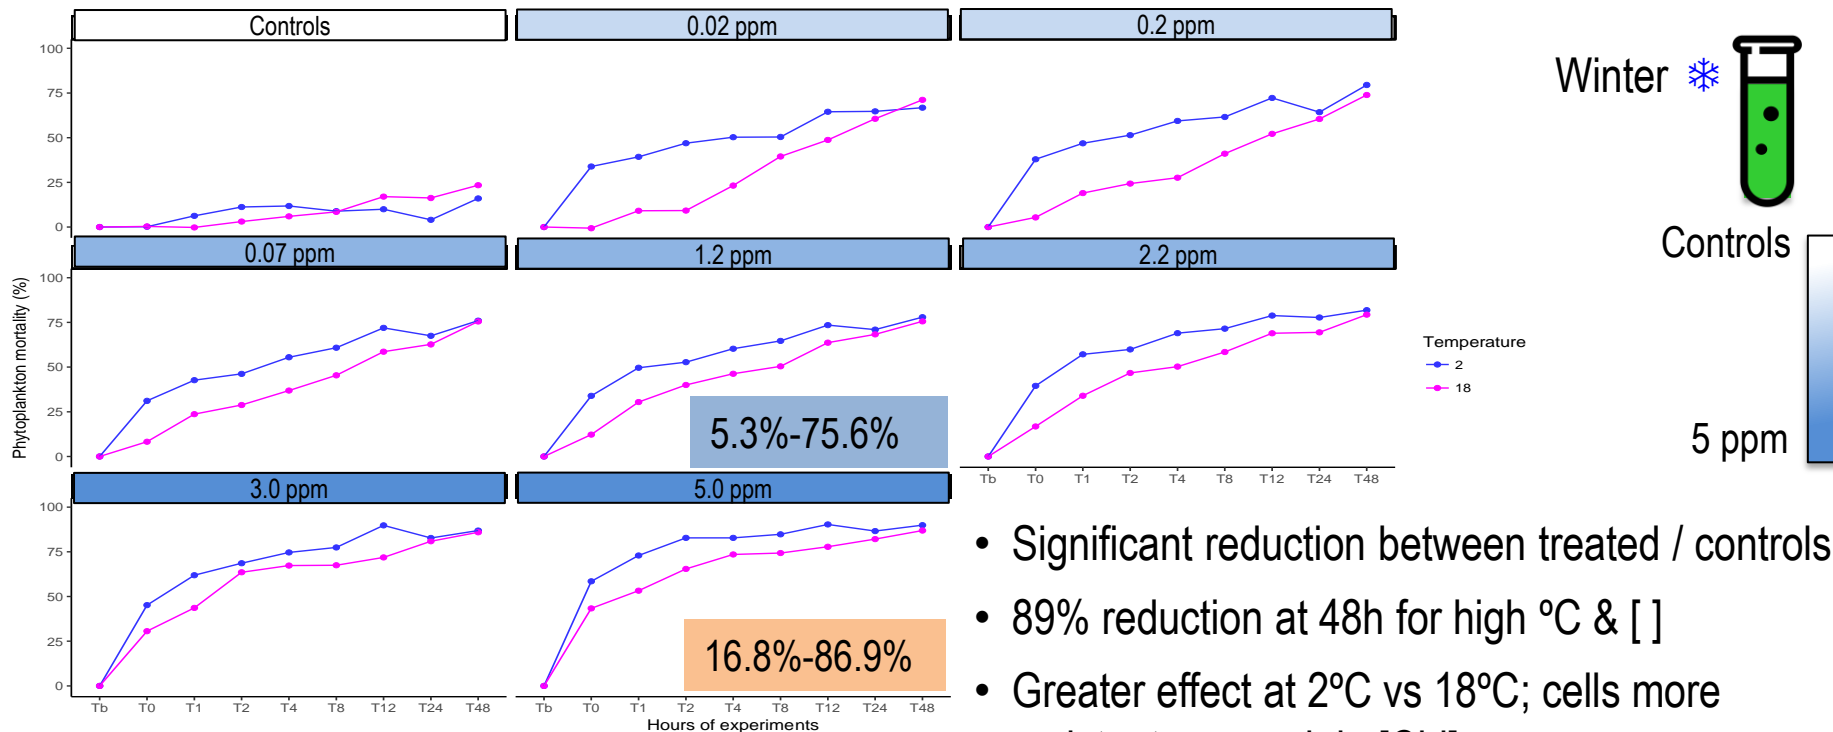 Controls
0.02 ppm
0.2 ppm
100
75
50
25
0
0.07 ppm
1.2 ppm
2.2 ppm
100
75
50
25
0
5.3%-75.6%
Tb T0 T1 T2 T4 T8 T12 T24 T48
3.0 ppm
5.0 ppm
100
75
50
25
0
16.8%-86.9%
Tb T0 T1 T2 T4 T8 T12 T24 T48
Tb T0 T1 T2 T4 T8 T12 T24 T48
Phytoplankton mortality (%)
Hours of experiments
Temperature
2
18
Winter
Controls
5 ppm
• Significant reduction between treated / controls
• 89% reduction at 48h for high ºC & [ ]
• Greater effect at 2ºC vs 18ºC; cells more